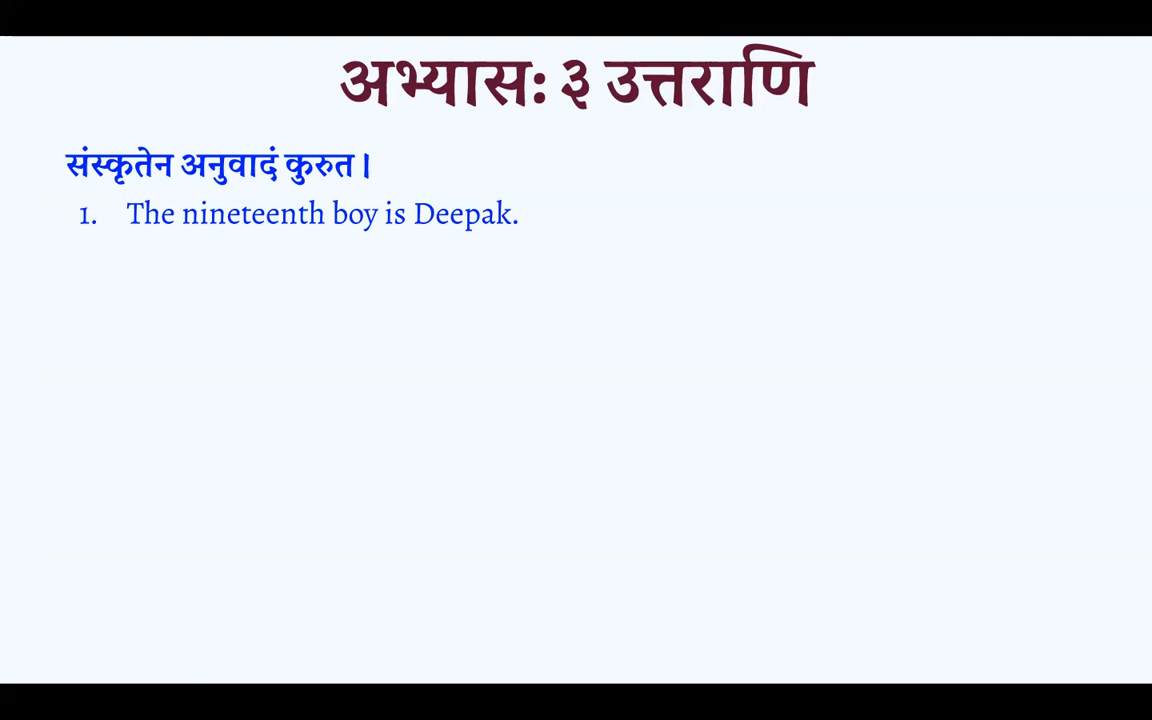 अभ्यास: ३ उत्तराणि
संस्कृतेन अनुवादं कुरुत ।
1. The nineteenth boy is Deepak.